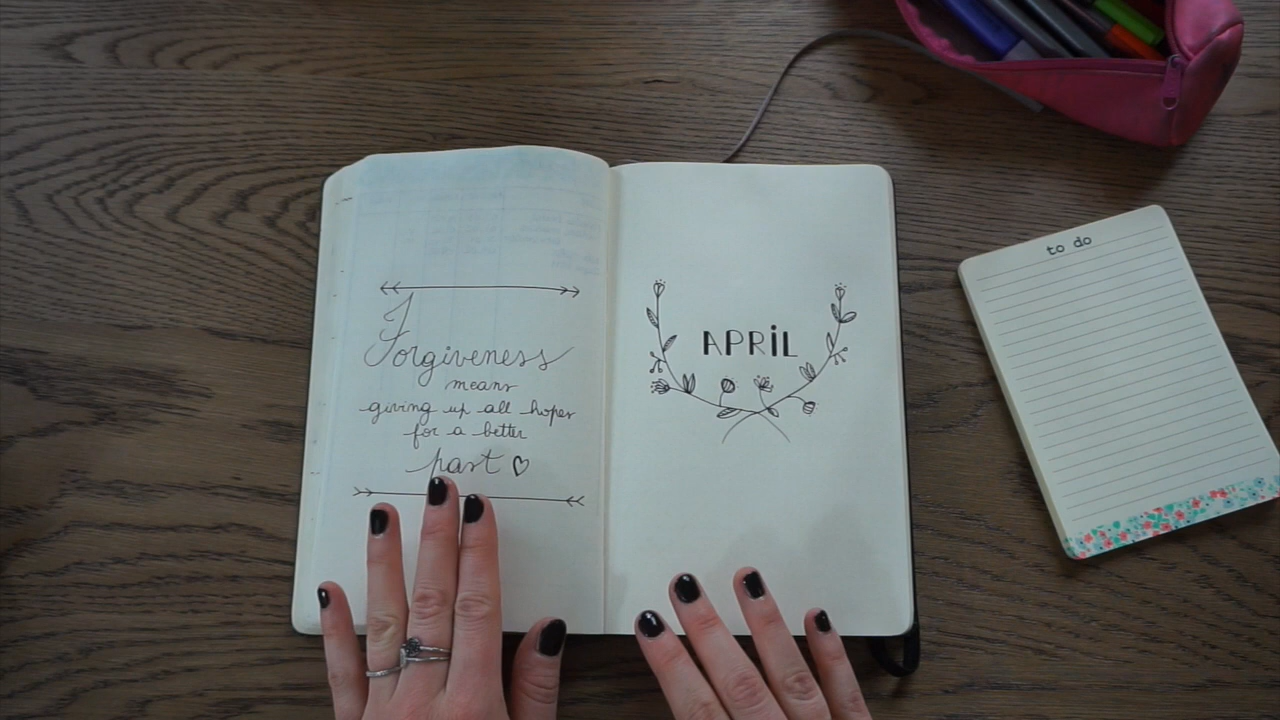 Forgiveness
means
giving up all hopes
for a better
past ♡
APRIL
to do